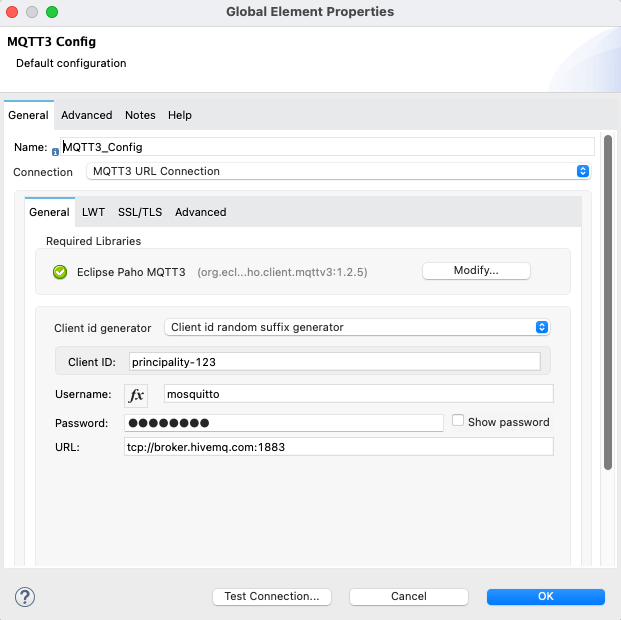 Global Element Properties
MQTT3 Config
Default configuration
General Advanced Notes Help
Name: MQTT3_Config
Connection MQTT3 URL Connection
General LWT SSL/TLS Advanced
Required Libraries
Eclipse Paho MQTT3 (org.ecl...ho.client.mqttv3:1.2.5) Modify...
Client id generator Client id random suffix generator
Client ID: principality-123
Username: fx mosquitto
Password: ●●●●●●●● Show password
URL: tcp://broker.hivemq.com:1883
? Test Connection... Cancel OK